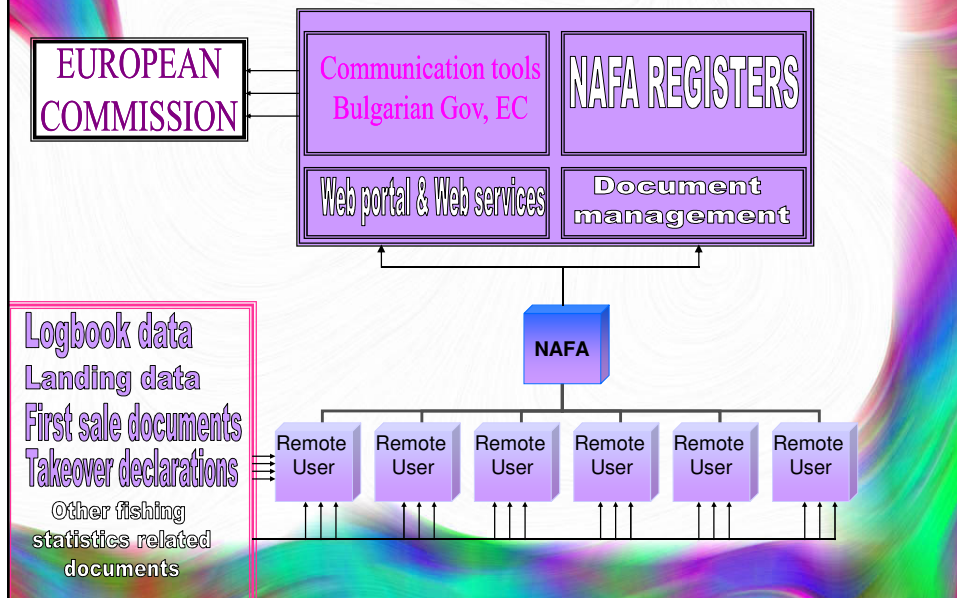 EUROPEAN
COMMISSION
Communication tools
Bulgarian Gov, EC
NAFA REGISTERS
Web portal & Web services
Document
management
NAFA
Logbook data
Landing data
First sale documents
Takeover declarations
Other fishing
statistics related
documents
Remote
User
Remote
User
Remote
User
Remote
User
Remote
User
Remote
User